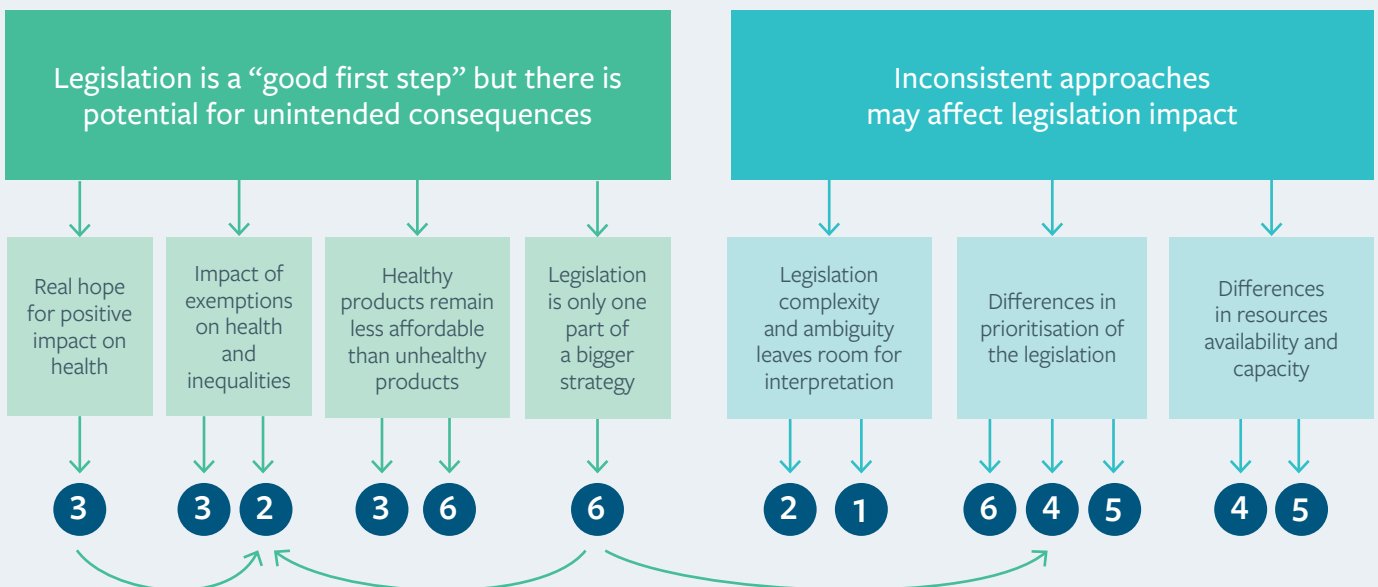 Legislation is a “good first step” but there is
potential for unintended consequences
Inconsistent approaches
may affect legislation impact
Real hope
for positive
impact on
health
Impact of
exemptions
on health
and
inequalities
Healthy
products remain
less affordable
than unhealthy
products
Legislation
is only one
part of
a bigger
strategy
Legislation
complexity
and ambiguity
leaves room for
interpretation
Differences in
prioritisation of
the legislation
Differences
in resources
availability and
capacity
3
3 2
3 6
6
2 1
6 4 5
4 5